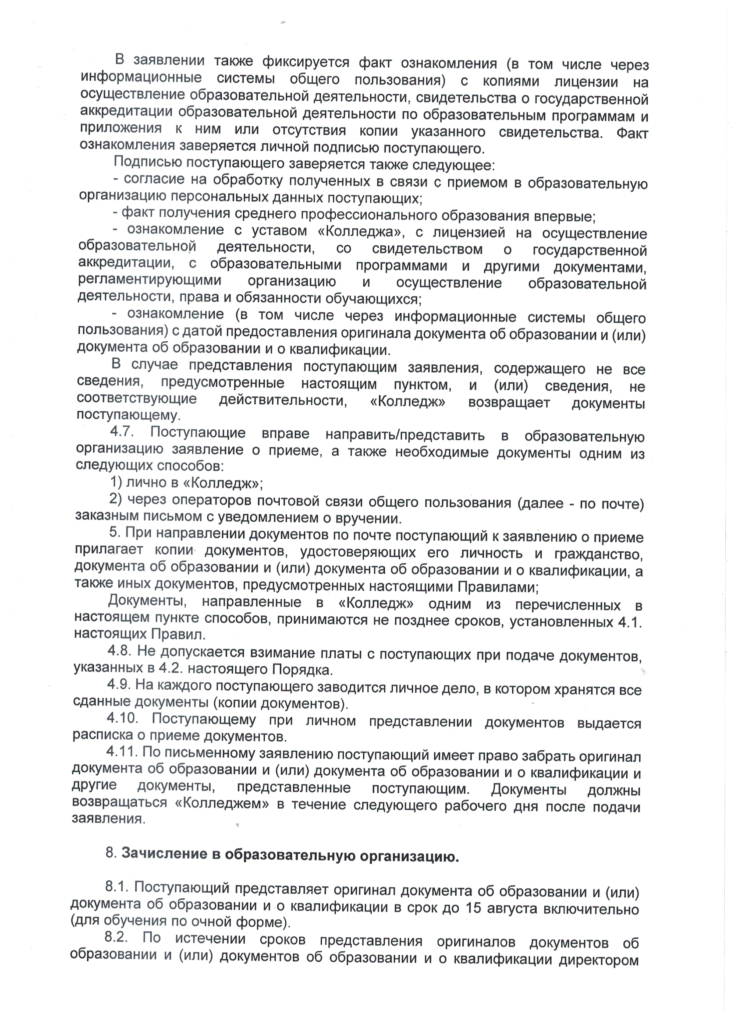 В заявлении также фиксируется факт ознакомления (в том числе через
информационные системы общего пользования) с копиями лицензии на
осуществление образовательной деятельности, свидетельства о государственной
аккредитации образовательной деятельности по образовательным программам и
приложения к ним или отсутствия копии указанного свидетельства. Факт
ознакомления заверяется личной подписью поступающего.
Подписью поступающего заверяется также следующее:
- согласие на обработку полученных в связи с приемом в образовательную
организацию персональных данных поступающих;
- факт получения среднего профессионального образования впервые;
- ознакомление с уставом «Колледжа», с лицензией на осуществление
образовательной деятельности, со свидетельством о государственной
аккредитации, с образовательными программами и другими документами,
регламентирующими организацию и осуществление образовательной
деятельности, права и обязанности обучающихся;
- ознакомление (в том числе через информационные системы общего
пользования) с датой предоставления оригинала документа об образовании и (или)
документа об образовании и о квалификации.
В случае представления поступающим заявления, содержащего не все
сведения, предусмотренные настоящим пунктом, и (или) сведения, не
соответствующие действительности, «Колледж» возвращает документы
поступающему.
4.7. Поступающие вправе направить/представить в образовательную
организацию заявление о приеме, а также необходимые документы одним из
следующих способов:
1) лично в «Колледж»;
2) через операторов почтовой связи общего пользования (далее - по почте)
заказным письмом с уведомлением о вручении.
5. При направлении документов по почте поступающий к заявлению о приеме
прилагает копии документов, удостоверяющих его личность и гражданство,
документа об образовании и (или) документа об образовании и о квалификации, а
также иных документов, предусмотренных настоящими Правилами;
Документы, направленные в «Колледж» одним из перечисленных в
настоящем пункте способов, принимаются не позднее сроков, установленных 4.1.
настоящих Правил.
4.8. Не допускается взимание платы с поступающих при подаче документов,
указанных в 4.2. настоящего Порядка.
4.9. На каждого поступающего заводится личное дело, в котором хранятся все
сданные документы (копии документов).
4.10. Поступающему при личном представлении документов выдается
расписка о приеме документов.
4.11. По письменному заявлению поступающий имеет право забрать оригинал
документа об образовании и (или) документа об образовании и о квалификации и
другие документы, представленные поступающим. Документы должны
возвращаться «Колледжем» в течение следующего рабочего дня после подачи
заявления.
8. Зачисление в образовательную организацию.
8.1. Поступающий представляет оригинал документа об образовании и (или)
документа об образовании и о квалификации в срок до 15 августа включительно
(для обучения по очной форме).
8.2. По истечении сроков представления оригиналов документов об
образовании и (или) документов об образовании и о квалификации директором